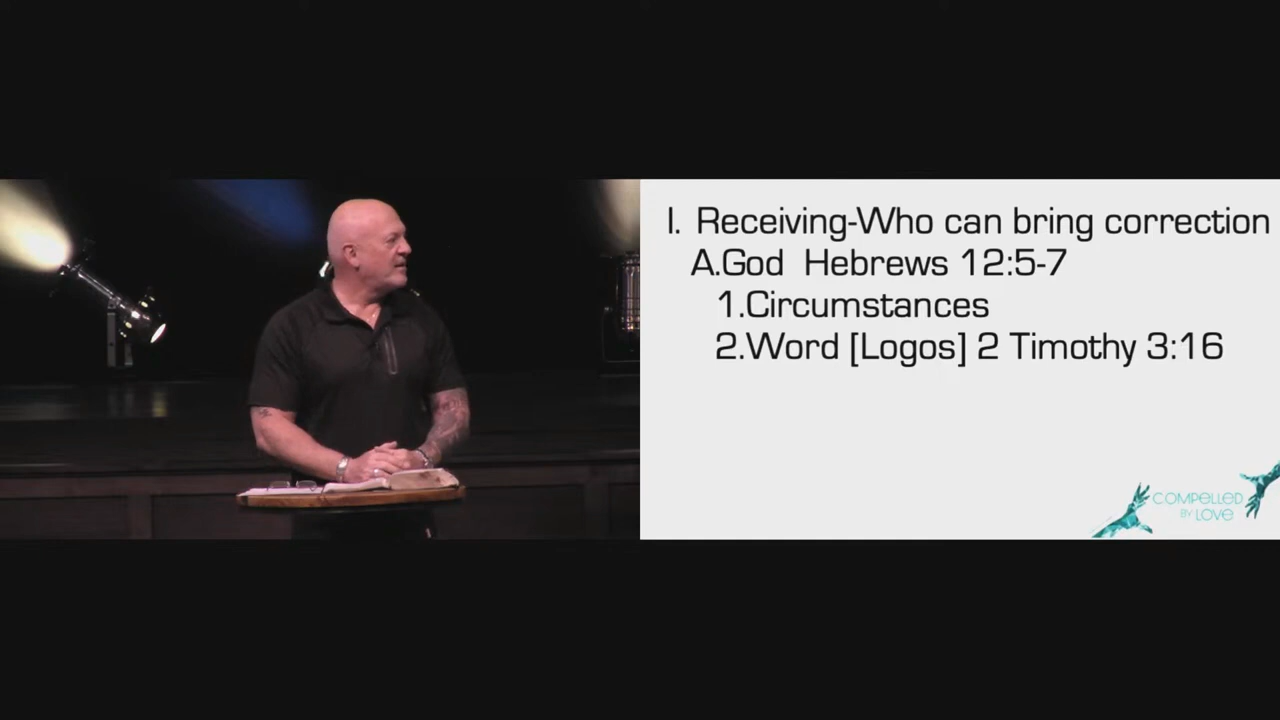 I. Receiving-Who can bring correction
A.God Hebrews 12:5-7
1.Circumstances
2.Word [Logos] 2 Timothy 3:16
COMPELLED
BY LOVE